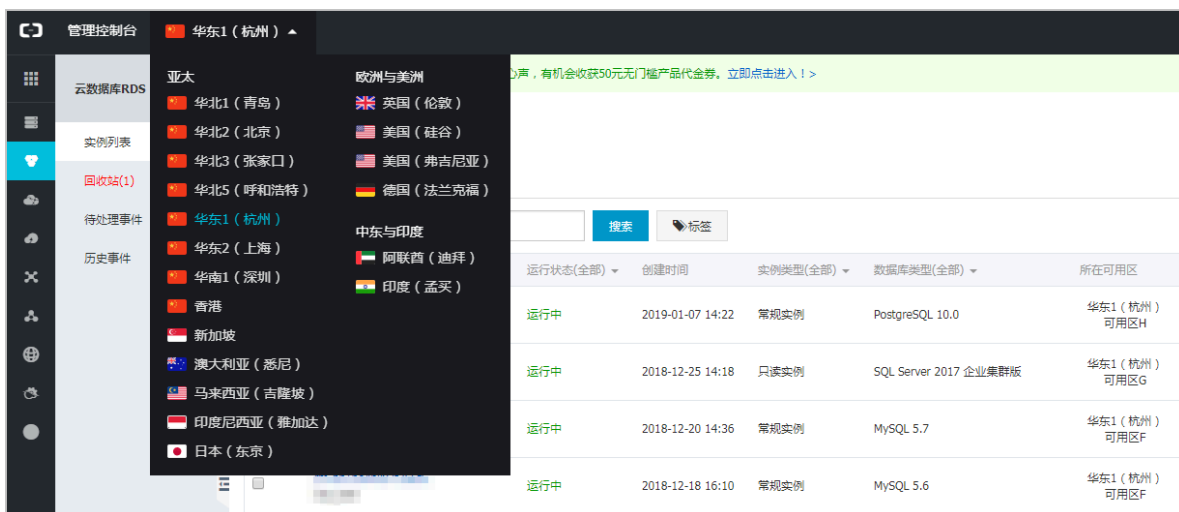 管理控制台
华东1 ( 杭州 )
云数据库RDS
实例列表
回收站(1)
待处理事件
历史事件
亚太
华北1 ( 青岛 )
华北2 ( 北京 )
华北3 ( 张家口 )
华北5 ( 呼和浩特 )
华东1 ( 杭州 )
华东2 ( 上海 )
华南1 ( 深圳 )
香港
新加坡
澳大利亚 ( 悉尼 )
马来西亚 ( 吉隆坡 )
印度尼西亚 ( 雅加达 )
日本 ( 东京 )
欧洲与美洲
英国 ( 伦敦 )
美国 ( 硅谷 )
美国 ( 弗吉尼亚 )
德国 ( 法兰克福 )
中东与印度
阿联酋 ( 迪拜 )
印度 ( 孟买 )
心声，有机会收获50元无门槛产品代金券。立即点击进入！>
搜索
标签
运行状态(全部) 创建时间 实例类型(全部) 数据库类型(全部) 所在可用区
运行中 2019-01-07 14:22 常规实例 PostgreSQL 10.0 华东1 ( 杭州 )
可用区H
运行中 2018-12-25 14:18 只读实例 SQL Server 2017 企业集群版 华东1 ( 杭州 )
可用区G
运行中 2018-12-20 14:36 常规实例 MySQL 5.7 华东1 ( 杭州 )
可用区F
运行中 2018-12-18 16:10 常规实例 MySQL 5.6 华东1 ( 杭州 )
可用区F